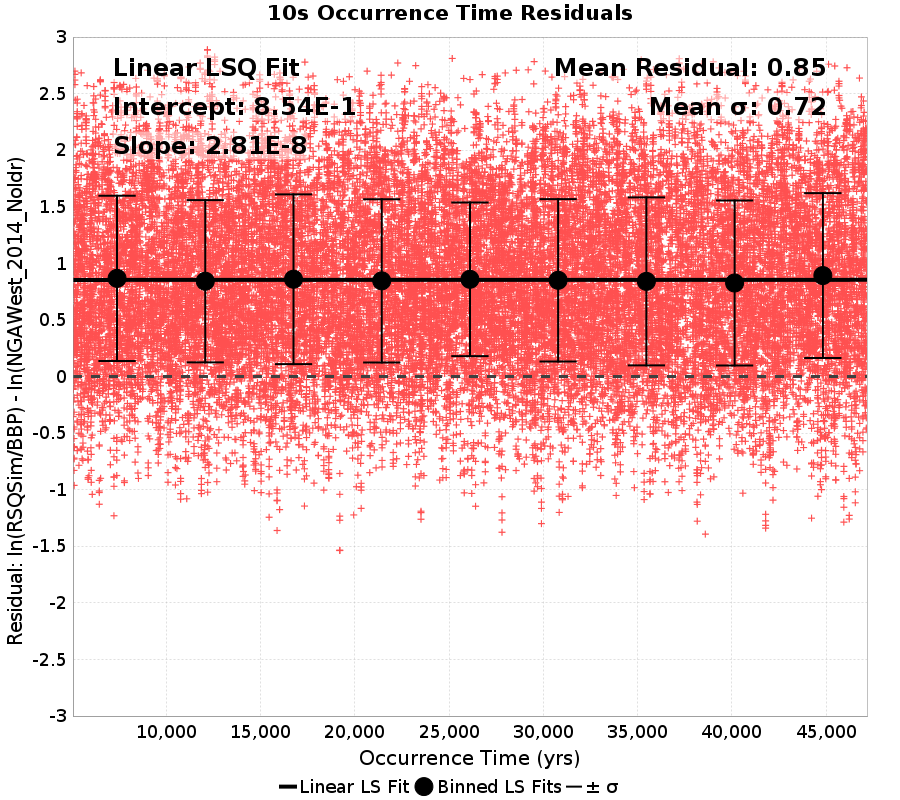 10s Occurrence Time Residuals
Linear LSQ Fit
Intercept: 8.54E-1
Slope: 2.81E-8
Mean Residual: 0.85
Mean σ: 0.72
Residual: ln(RSQSim/BBP) - ln(NGAWest_2014_NoIdr)
3
2.5
2
1.5
1
0.5
0
-0.5
-1
-1.5
-2
-2.5
-3
10,000
15,000
20,000
25,000
30,000
35,000
40,000
45,000
Occurrence Time (yrs)
Linear LS Fit
Binned LS Fits
± σ